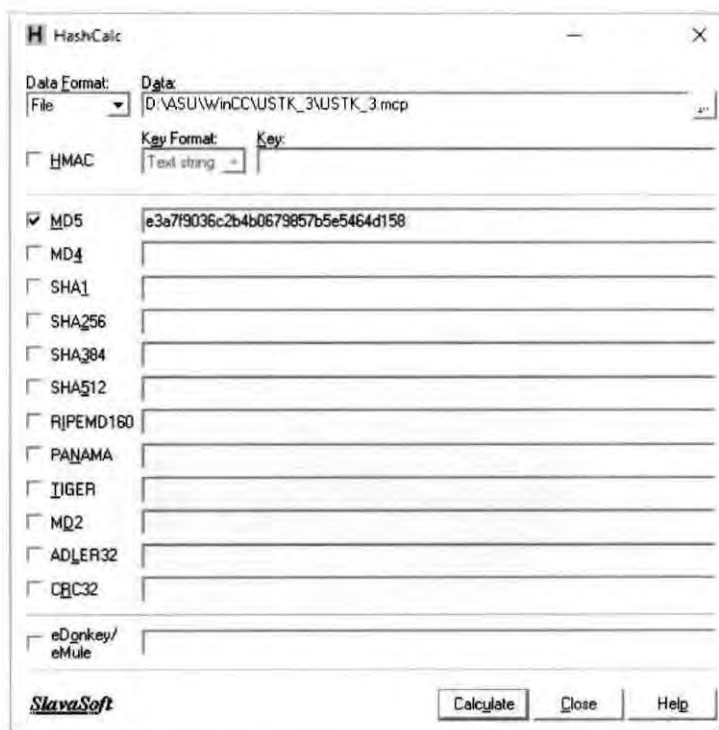 HashCalc
Data Format: Data:
File D:\ASU\WinCC\USTK_3\USTK_3.mcp ...
Key Format: Key:
HMAC Text string
MD5 e3a7f9036c2b4b0679857b5e5464d158
MD4
SHA1
SHA256
SHA384
SHA512
RIPEMD160
PANAMA
TIGER
MD2
ADLER32
CRC32
eDonkey/
eMule
SlavaSoft Calculate Close Help